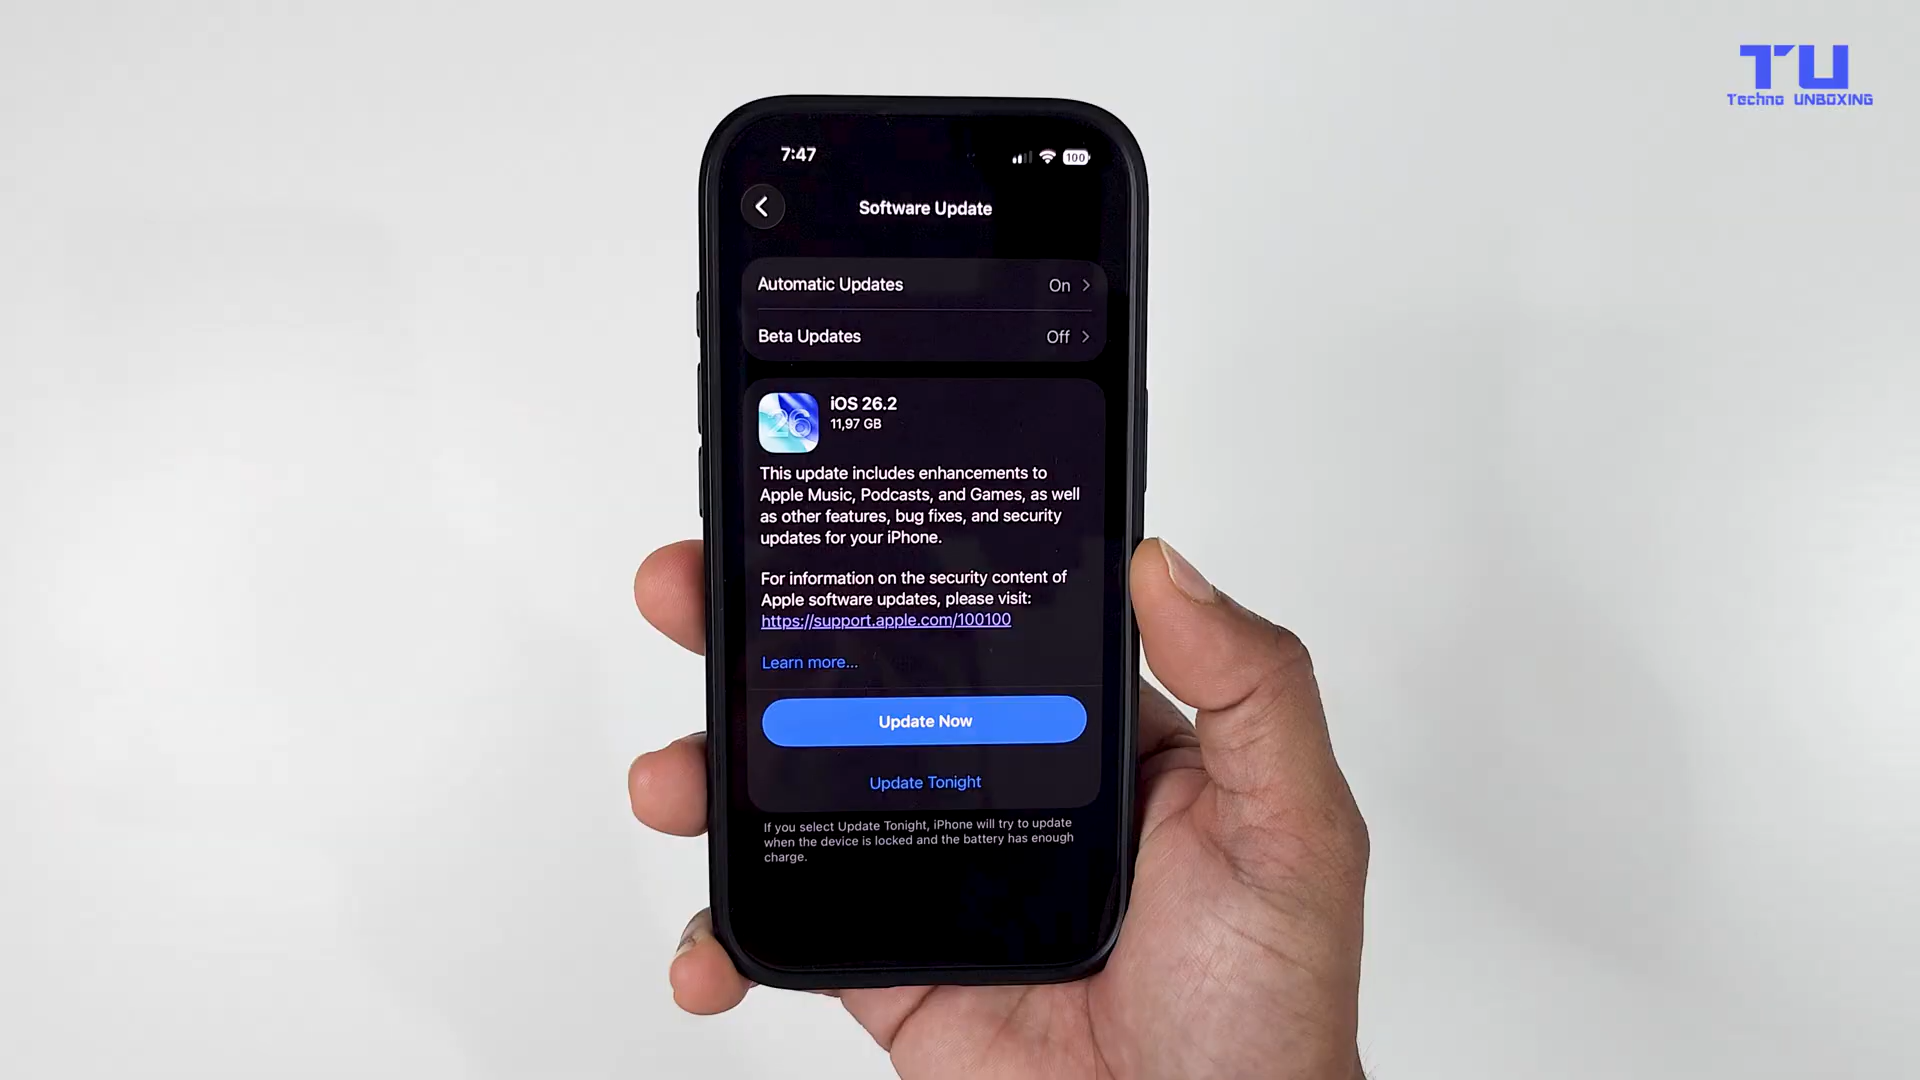 TU
Techno UNBOXING
7:47
100
Software Update
Automatic Updates On
Beta Updates Off
26
iOS 26.2
11,97 GB
This update includes enhancements to
Apple Music, Podcasts, and Games, as well
as other features, bug fixes, and security
updates for your iPhone.
For information on the security content of
Apple software updates, please visit:
https://support.apple.com/100100
Learn more...
Update Now
Update Tonight
If you select Update Tonight, iPhone will try to update
when the device is locked and the battery has enough
charge.